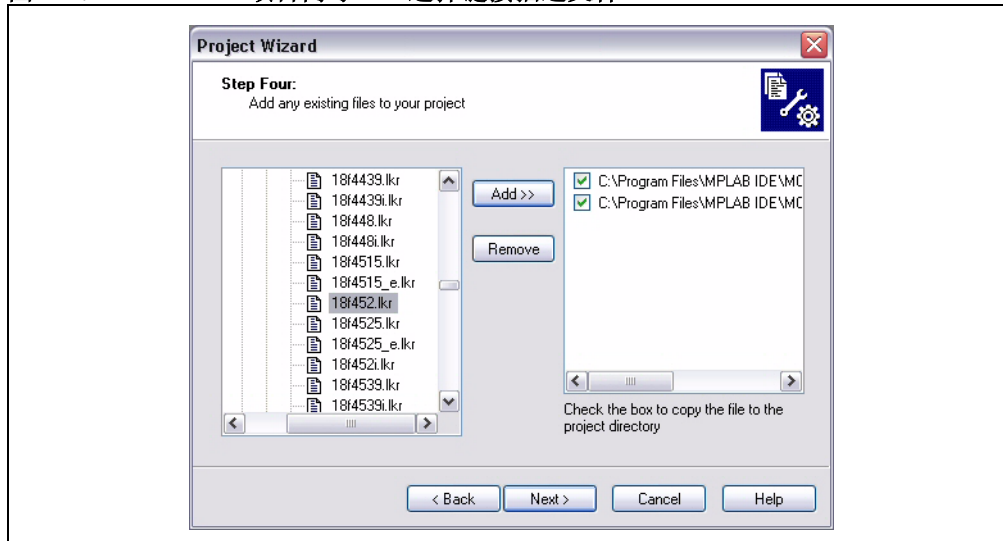 Project Wizard
Step Four:
Add any existing files to your project
18f4439.lkr
18f4439i.lkr
18f448.lkr
18f448i.lkr
18f4515.lkr
18f4515_e.lkr
18f452.lkr
18f4525.lkr
18f4525_e.lkr
18f452i.lkr
18f4539.lkr
18f4539i.lkr
Add >>
Remove
C:\Program Files\MPLAB IDE\MC
C:\Program Files\MPLAB IDE\MC
Check the box to copy the file to the
project directory
< Back
Next >
Cancel
Help